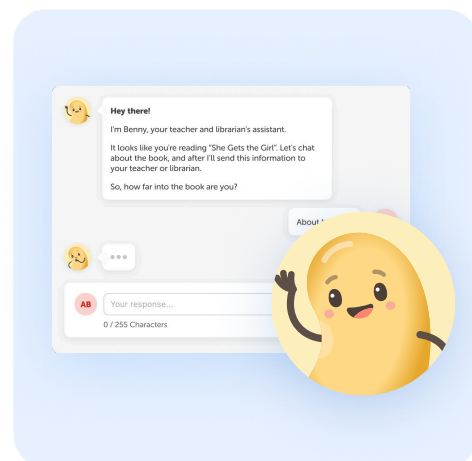 Hey there!
I'm Benny, your teacher and librarian's assistant.
It looks like you're reading "She Gets the Girl". Let's chat
about the book, and after I'll send this information to
your teacher or librarian.
So, how far into the book are you?
About
AB
Your response...
0 / 255 Characters